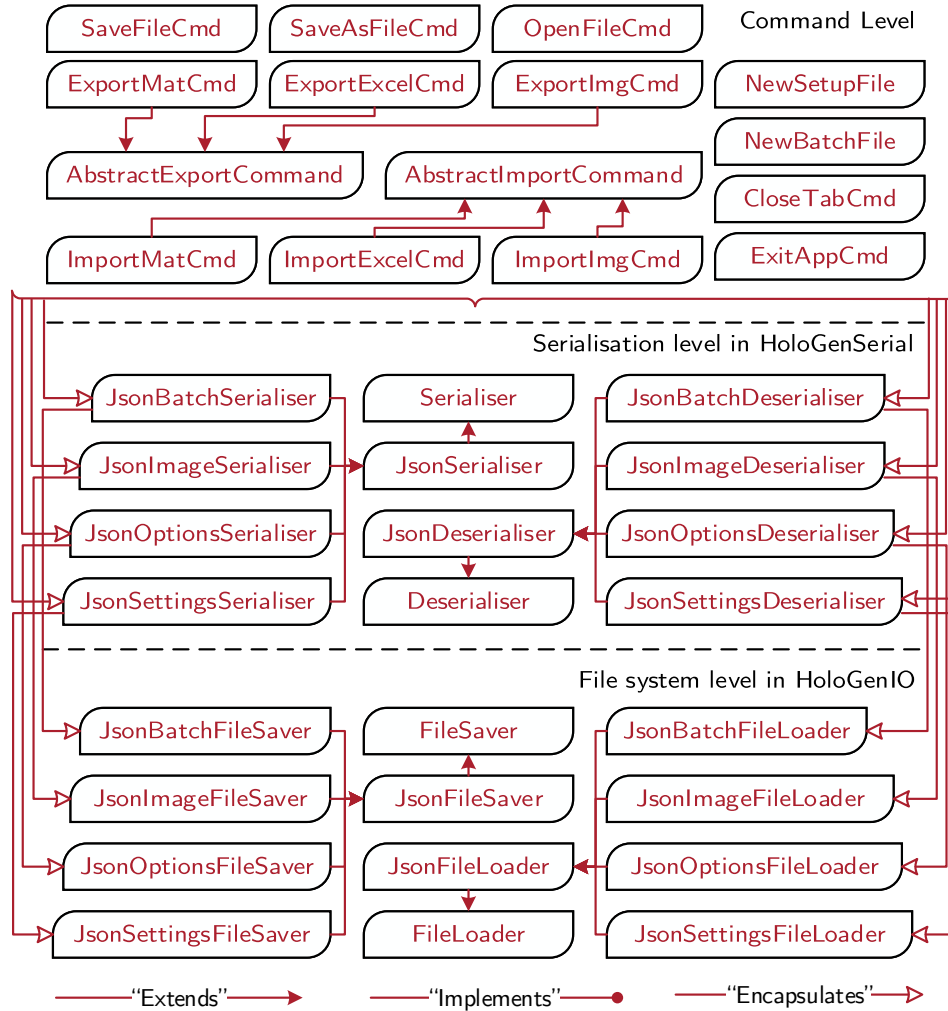 SaveFileCmd SaveAsFileCmd OpenFileCmd Command Level
ExportMatCmd ExportExcelCmd ExportImgCmd NewSetupFile
NewBatchFile
AbstractExportCommand AbstractImportCommand
CloseTabCmd
ImportMatCmd ImportExcelCmd ImportImgCmd ExitAppCmd
Serialisation level in HoloGenSerial
JsonBatchSerialiser Serialiser JsonBatchDeserialiser
JsonImageSerialiser JsonSerialiser JsonImageDeserialiser
JsonOptionsSerialiser JsonDeserialiser JsonOptionsDeserialiser
JsonSettingsSerialiser Deserialiser JsonSettingsDeserialiser
File system level in HoloGenIO
JsonBatchFileSaver FileSaver JsonBatchFileLoader
JsonImageFileSaver JsonFileSaver JsonImageFileLoader
JsonOptionsFileSaver JsonFileLoader JsonOptionsFileLoader
JsonSettingsFileSaver FileLoader JsonSettingsFileLoader
“Extends” “Implements” “Encapsulates”